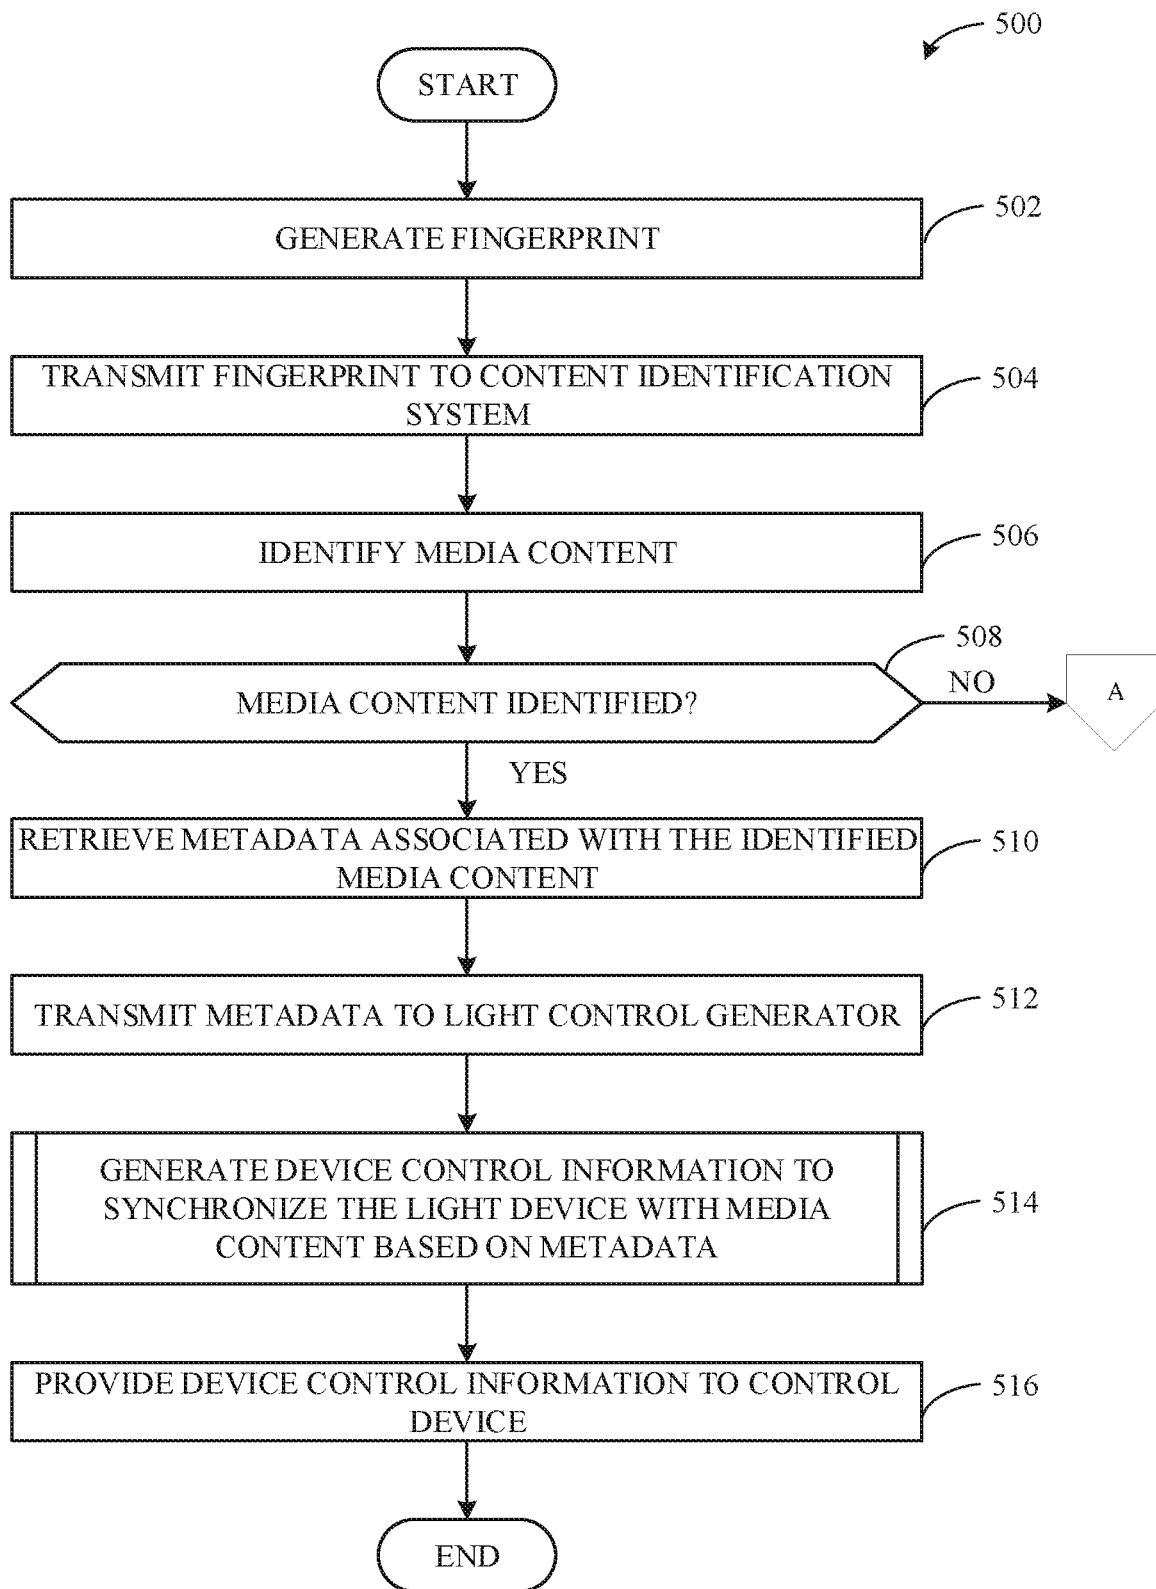 500
START
502
GENERATE FINGERPRINT
504
TRANSMIT FINGERPRINT TO CONTENT IDENTIFICATION
SYSTEM
506
IDENTIFY MEDIA CONTENT
508
MEDIA CONTENT IDENTIFIED?
NO
A
YES
510
RETRIEVE METADATA ASSOCIATED WITH THE IDENTIFIED
MEDIA CONTENT
512
TRANSMIT METADATA TO LIGHT CONTROL GENERATOR
GENERATE DEVICE CONTROL INFORMATION TO
SYNCHRONIZE THE LIGHT DEVICE WITH MEDIA
CONTENT BASED ON METADATA
514
PROVIDE DEVICE CONTROL INFORMATION TO CONTROL
DEVICE
516
END